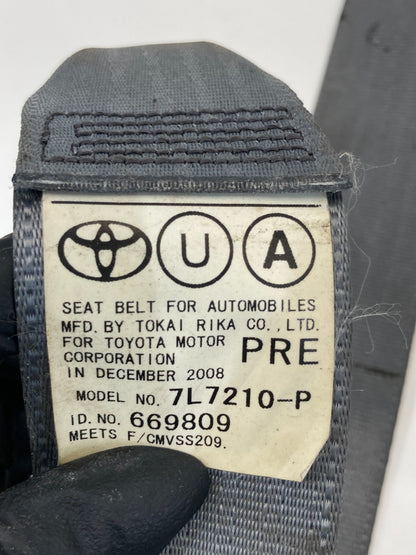 U A
SEAT BELT FOR AUTOMOBILES
MFD. BY TOKAI RIKA CO., LTD.
FOR TOYOTA MOTOR
CORPORATION PRE
IN DECEMBER 2008
MODEL NO. 7L7210-P
ID. NO. 669809
MEETS F/CMVSS209.